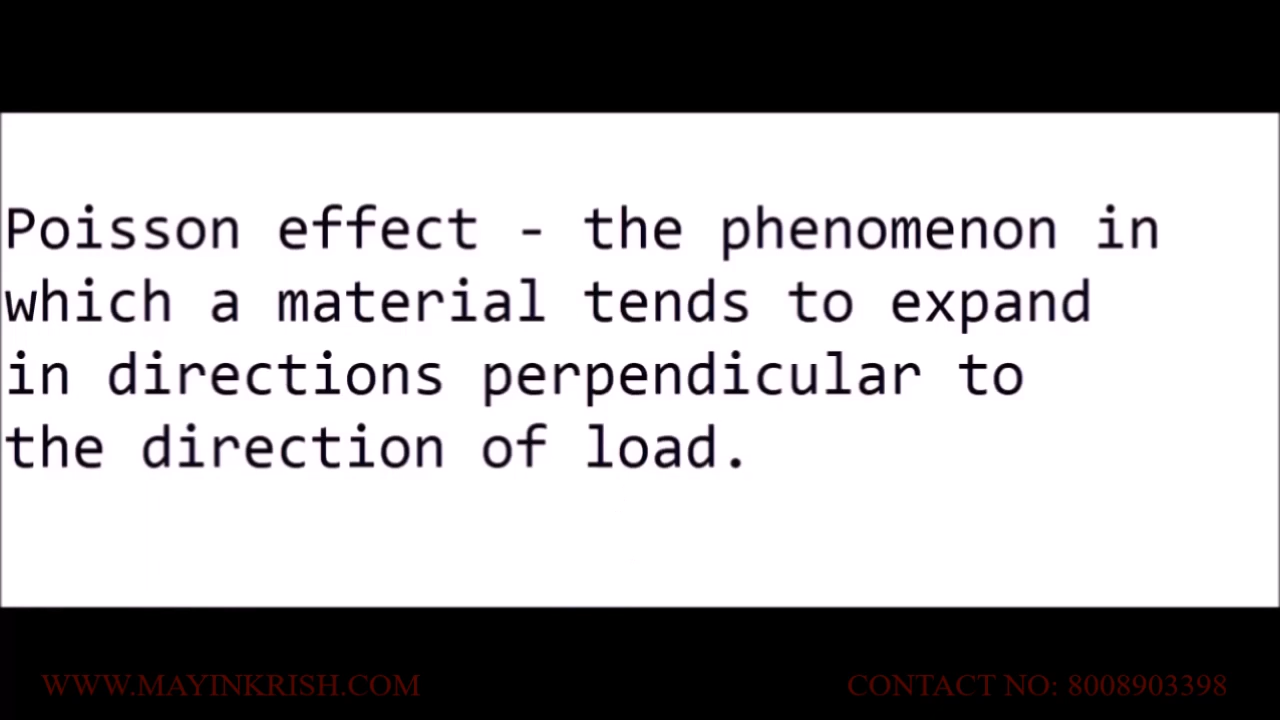 Poisson effect - the phenomenon in
which a material tends to expand
in directions perpendicular to
the direction of load.
WWW.MAYINKRISH.COM
CONTACT NO: 8008903398